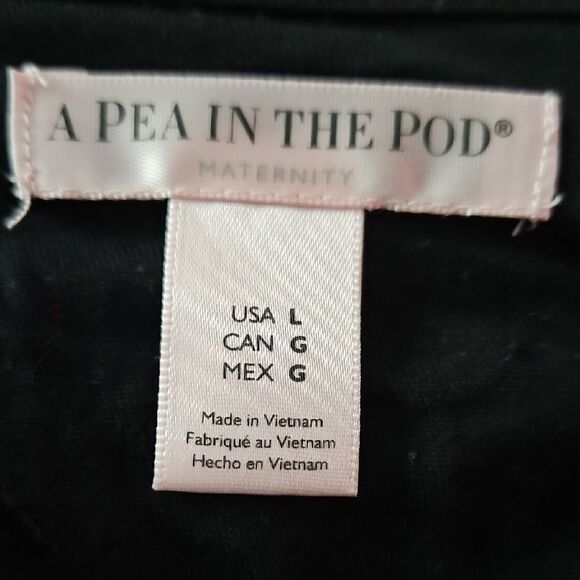 A PEA IN THE POD®
MATERNITY
USA L
CAN G
MEX G
Made in Vietnam
Fabriqué au Vietnam
Hecho en Vietnam